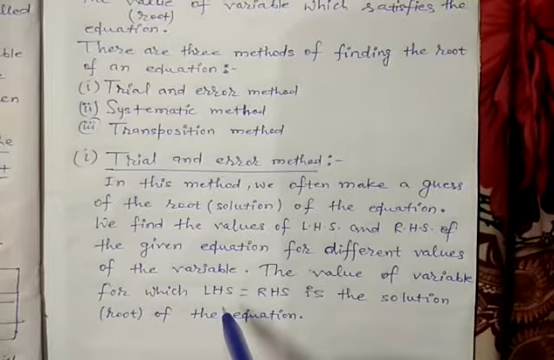 value of variable which satisfies the
(root)
equation.
There are three methods of finding the root
of an equation :-
(i) Trial and error method
(ii) Systematic method
(iii) Transposition method
(i) Trial and error method :-
In this method, we often make a guess
of the root (solution) of the equation.
We find the values of L.H.S. and R.H.S. of
the given equation for different values
of the variable. The value of variable
for which LHS = RHS is the solution
(root) of the equation.